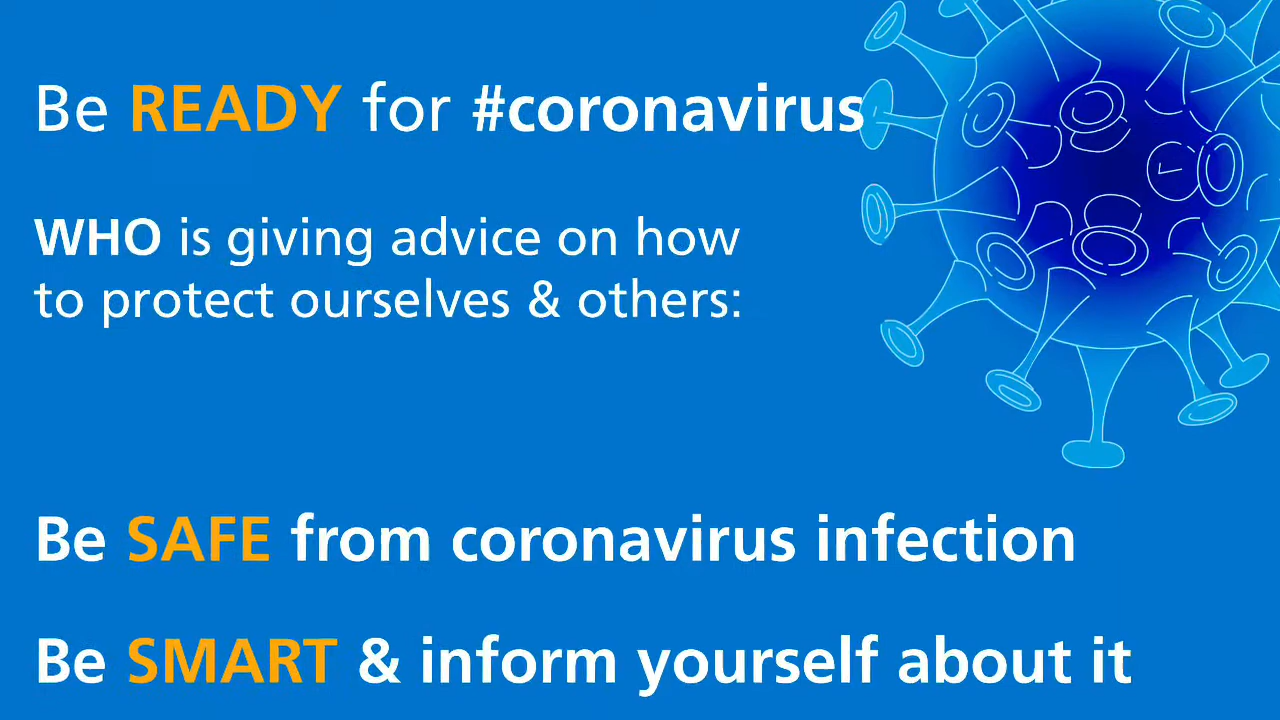 Be READY for #coronavirus
WHO is giving advice on how
to protect ourselves & others:
Be SAFE from coronavirus infection
Be SMART & inform yourself about it